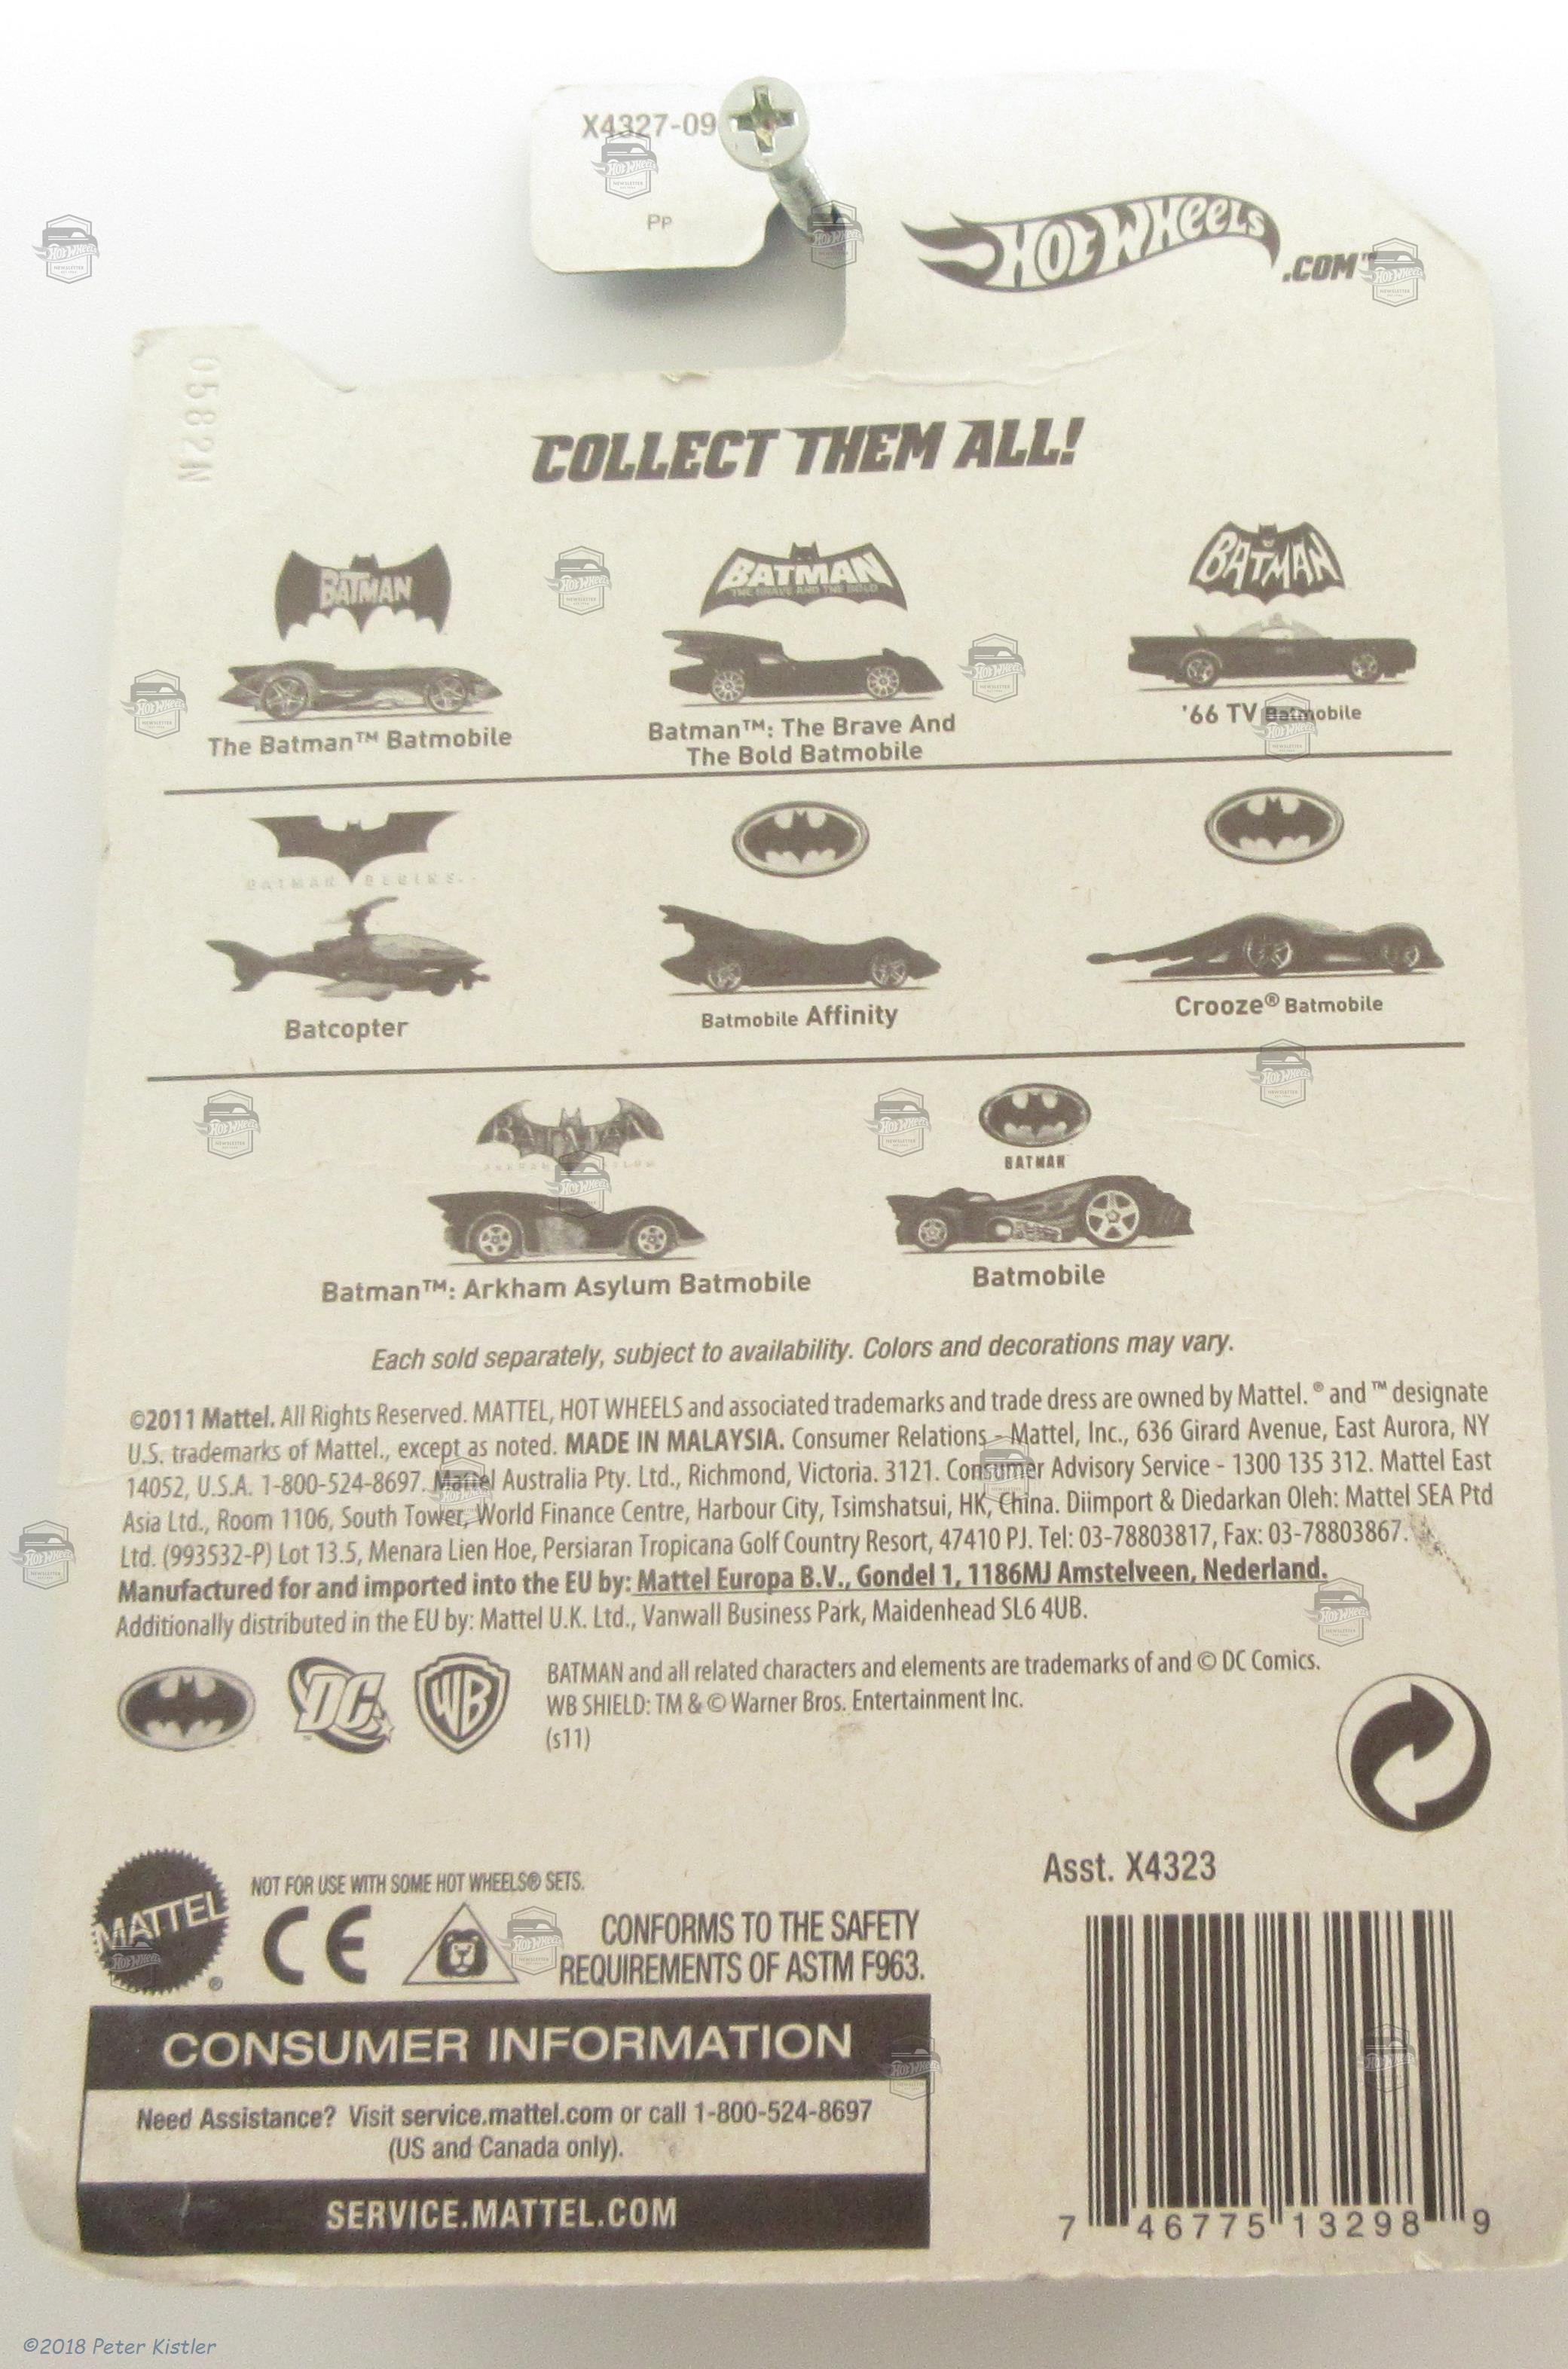 X4327-09
Pp
HOT WHEELS .COM™
0582N
COLLECT THEM ALL!
BATMAN
BATMAN
THE BRAVE AND THE BOLD
BATMAN
The Batman™ Batmobile
Batman™: The Brave And
The Bold Batmobile
'66 TV Batmobile
BATMAN BEGINS
Batcopter
Batmobile Affinity
Crooze® Batmobile
BATMAN
BATMAN
Batman™: Arkham Asylum Batmobile
Batmobile
Each sold separately, subject to availability. Colors and decorations may vary.
©2011 Mattel. All Rights Reserved. MATTEL, HOT WHEELS and associated trademarks and trade dress are owned by Mattel. ® and ™ designate
U.S. trademarks of Mattel., except as noted. MADE IN MALAYSIA. Consumer Relations - Mattel, Inc., 636 Girard Avenue, East Aurora, NY
14052, U.S.A. 1-800-524-8697. Mattel Australia Pty. Ltd., Richmond, Victoria. 3121. Consumer Advisory Service - 1300 135 312. Mattel East
Asia Ltd., Room 1106, South Tower, World Finance Centre, Harbour City, Tsimshatsui, HK, China. Diimport & Diedarkan Oleh: Mattel SEA Ptd
Ltd. (993532-P) Lot 13.5, Menara Lien Hoe, Persiaran Tropicana Golf Country Resort, 47410 PJ. Tel: 03-78803817, Fax: 03-78803867.
Manufactured for and imported into the EU by: Mattel Europa B.V., Gondel 1, 1186MJ Amstelveen, Nederland.
Additionally distributed in the EU by: Mattel U.K. Ltd., Vanwall Business Park, Maidenhead SL6 4UB.
DC
WB
BATMAN and all related characters and elements are trademarks of and © DC Comics.
WB SHIELD: TM & © Warner Bros. Entertainment Inc.
(s11)
Asst. X4323
MATTEL ®
NOT FOR USE WITH SOME HOT WHEELS® SETS.
CE
CONFORMS TO THE SAFETY
REQUIREMENTS OF ASTM F963.
CONSUMER INFORMATION
Need Assistance? Visit service.mattel.com or call 1-800-524-8697
(US and Canada only).
SERVICE.MATTEL.COM
7 46775 13298 9
©2018 Peter Kistler